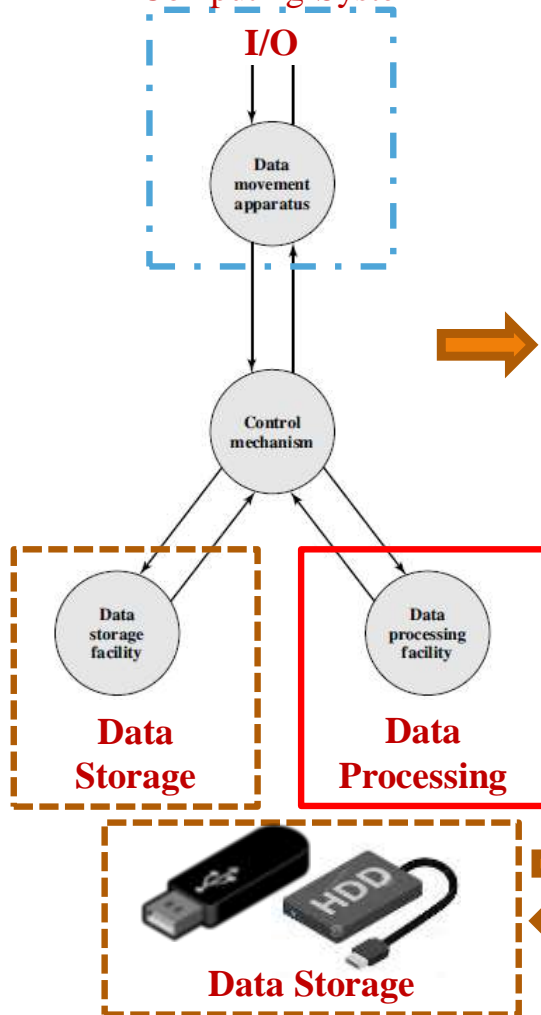 I/O
Data
movement
apparatus
Control
mechanism
Data
storage
facility
Data
processing
facility
Data
Storage
Data
Processing
HDD
Data Storage